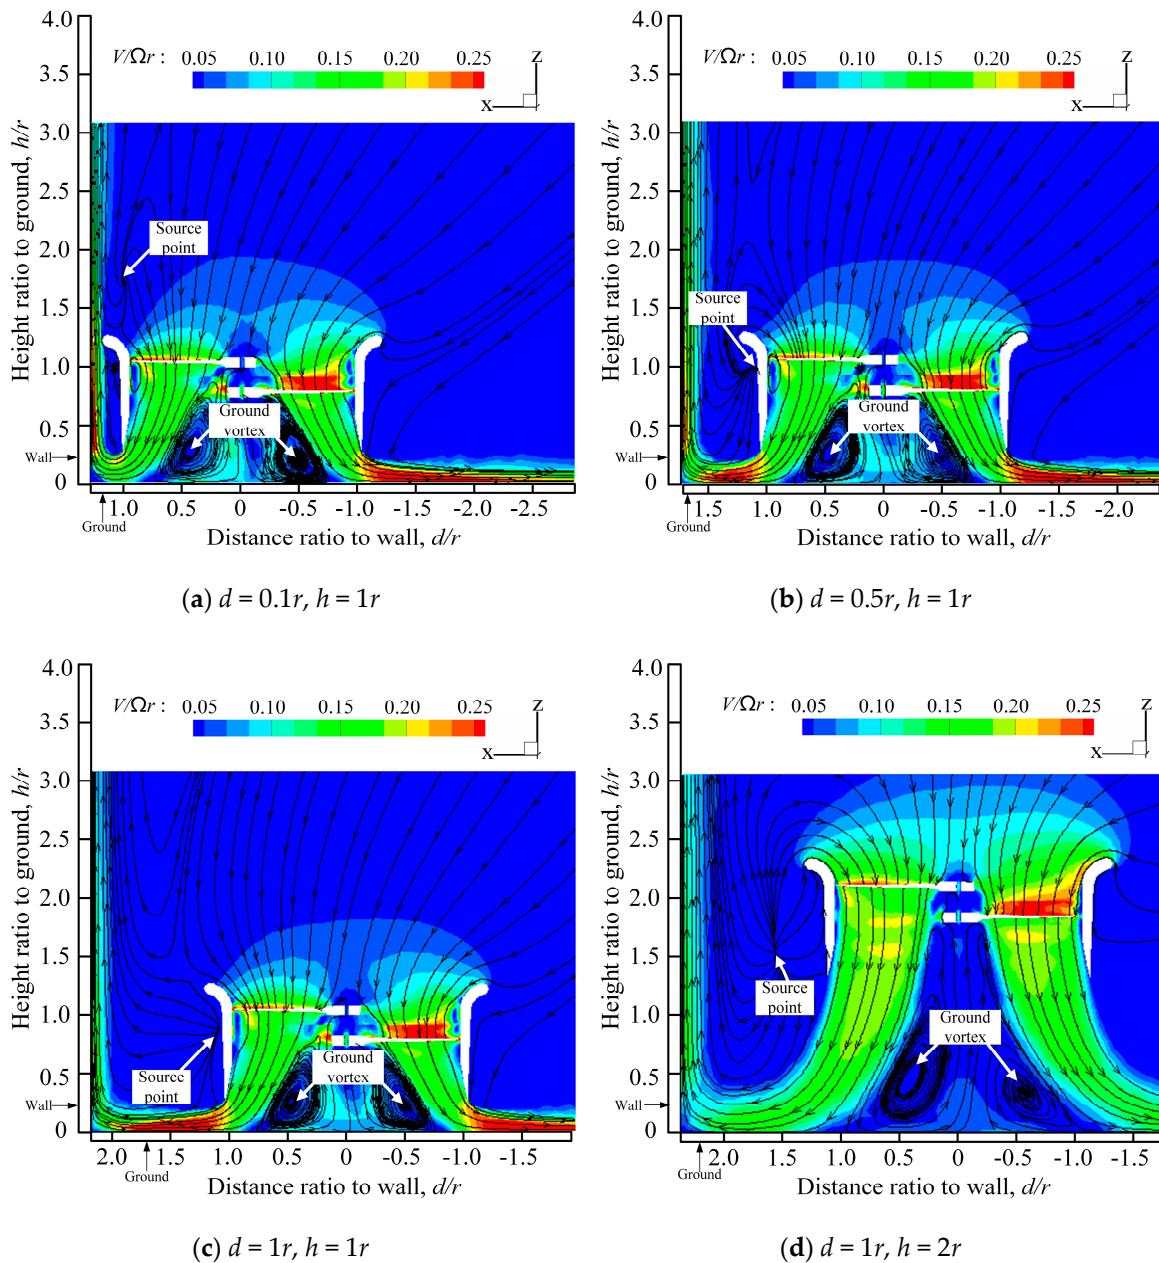 4.0
V/Ωr : 0.05 0.10 0.15 0.20 0.25
Z
X
3.5
3.0
2.5
2.0
1.5
1.0
0.5
0
Height ratio to ground, h/r
Source
point
Ground
vortex
Wall
Ground
1.0 0.5 0 -0.5 -1.0 -1.5 -2.0
Distance ratio to wall, d/r
(a) d = 0.1r, h = 1r
4.0
V/Ωr : 0.05 0.10 0.15 0.20 0.25
Z
X
3.5
3.0
2.5
2.0
1.5
1.0
0.5
0
Height ratio to ground, h/r
Source
point
Ground
vortex
Wall
Ground
1.5 1.0 0.5 0 -0.5 -1.0 -1.5 -2.0
Distance ratio to wall, d/r
(b) d = 0.5r, h = 1r
4.0
V/Ωr : 0.05 0.10 0.15 0.20 0.25
Z
X
3.5
3.0
2.5
2.0
1.5
1.0
0.5
0
Height ratio to ground, h/r
Source
point
Ground
vortex
Wall
Ground
2.0 1.5 1.0 0.5 0 -0.5 -1.0 -1.5
Distance ratio to wall, d/r
(c) d = 1r, h = 1r
4.0
V/Ωr : 0.05 0.10 0.15 0.20 0.25
Z
X
3.5
3.0
2.5
2.0
1.5
1.0
0.5
0
Height ratio to ground, h/r
Source
point
Ground
vortex
Wall
Ground
2.0 1.5 1.0 0.5 0 -0.5 -1.0 -1.5
Distance ratio to wall, d/r
(d) d = 1r, h = 2r